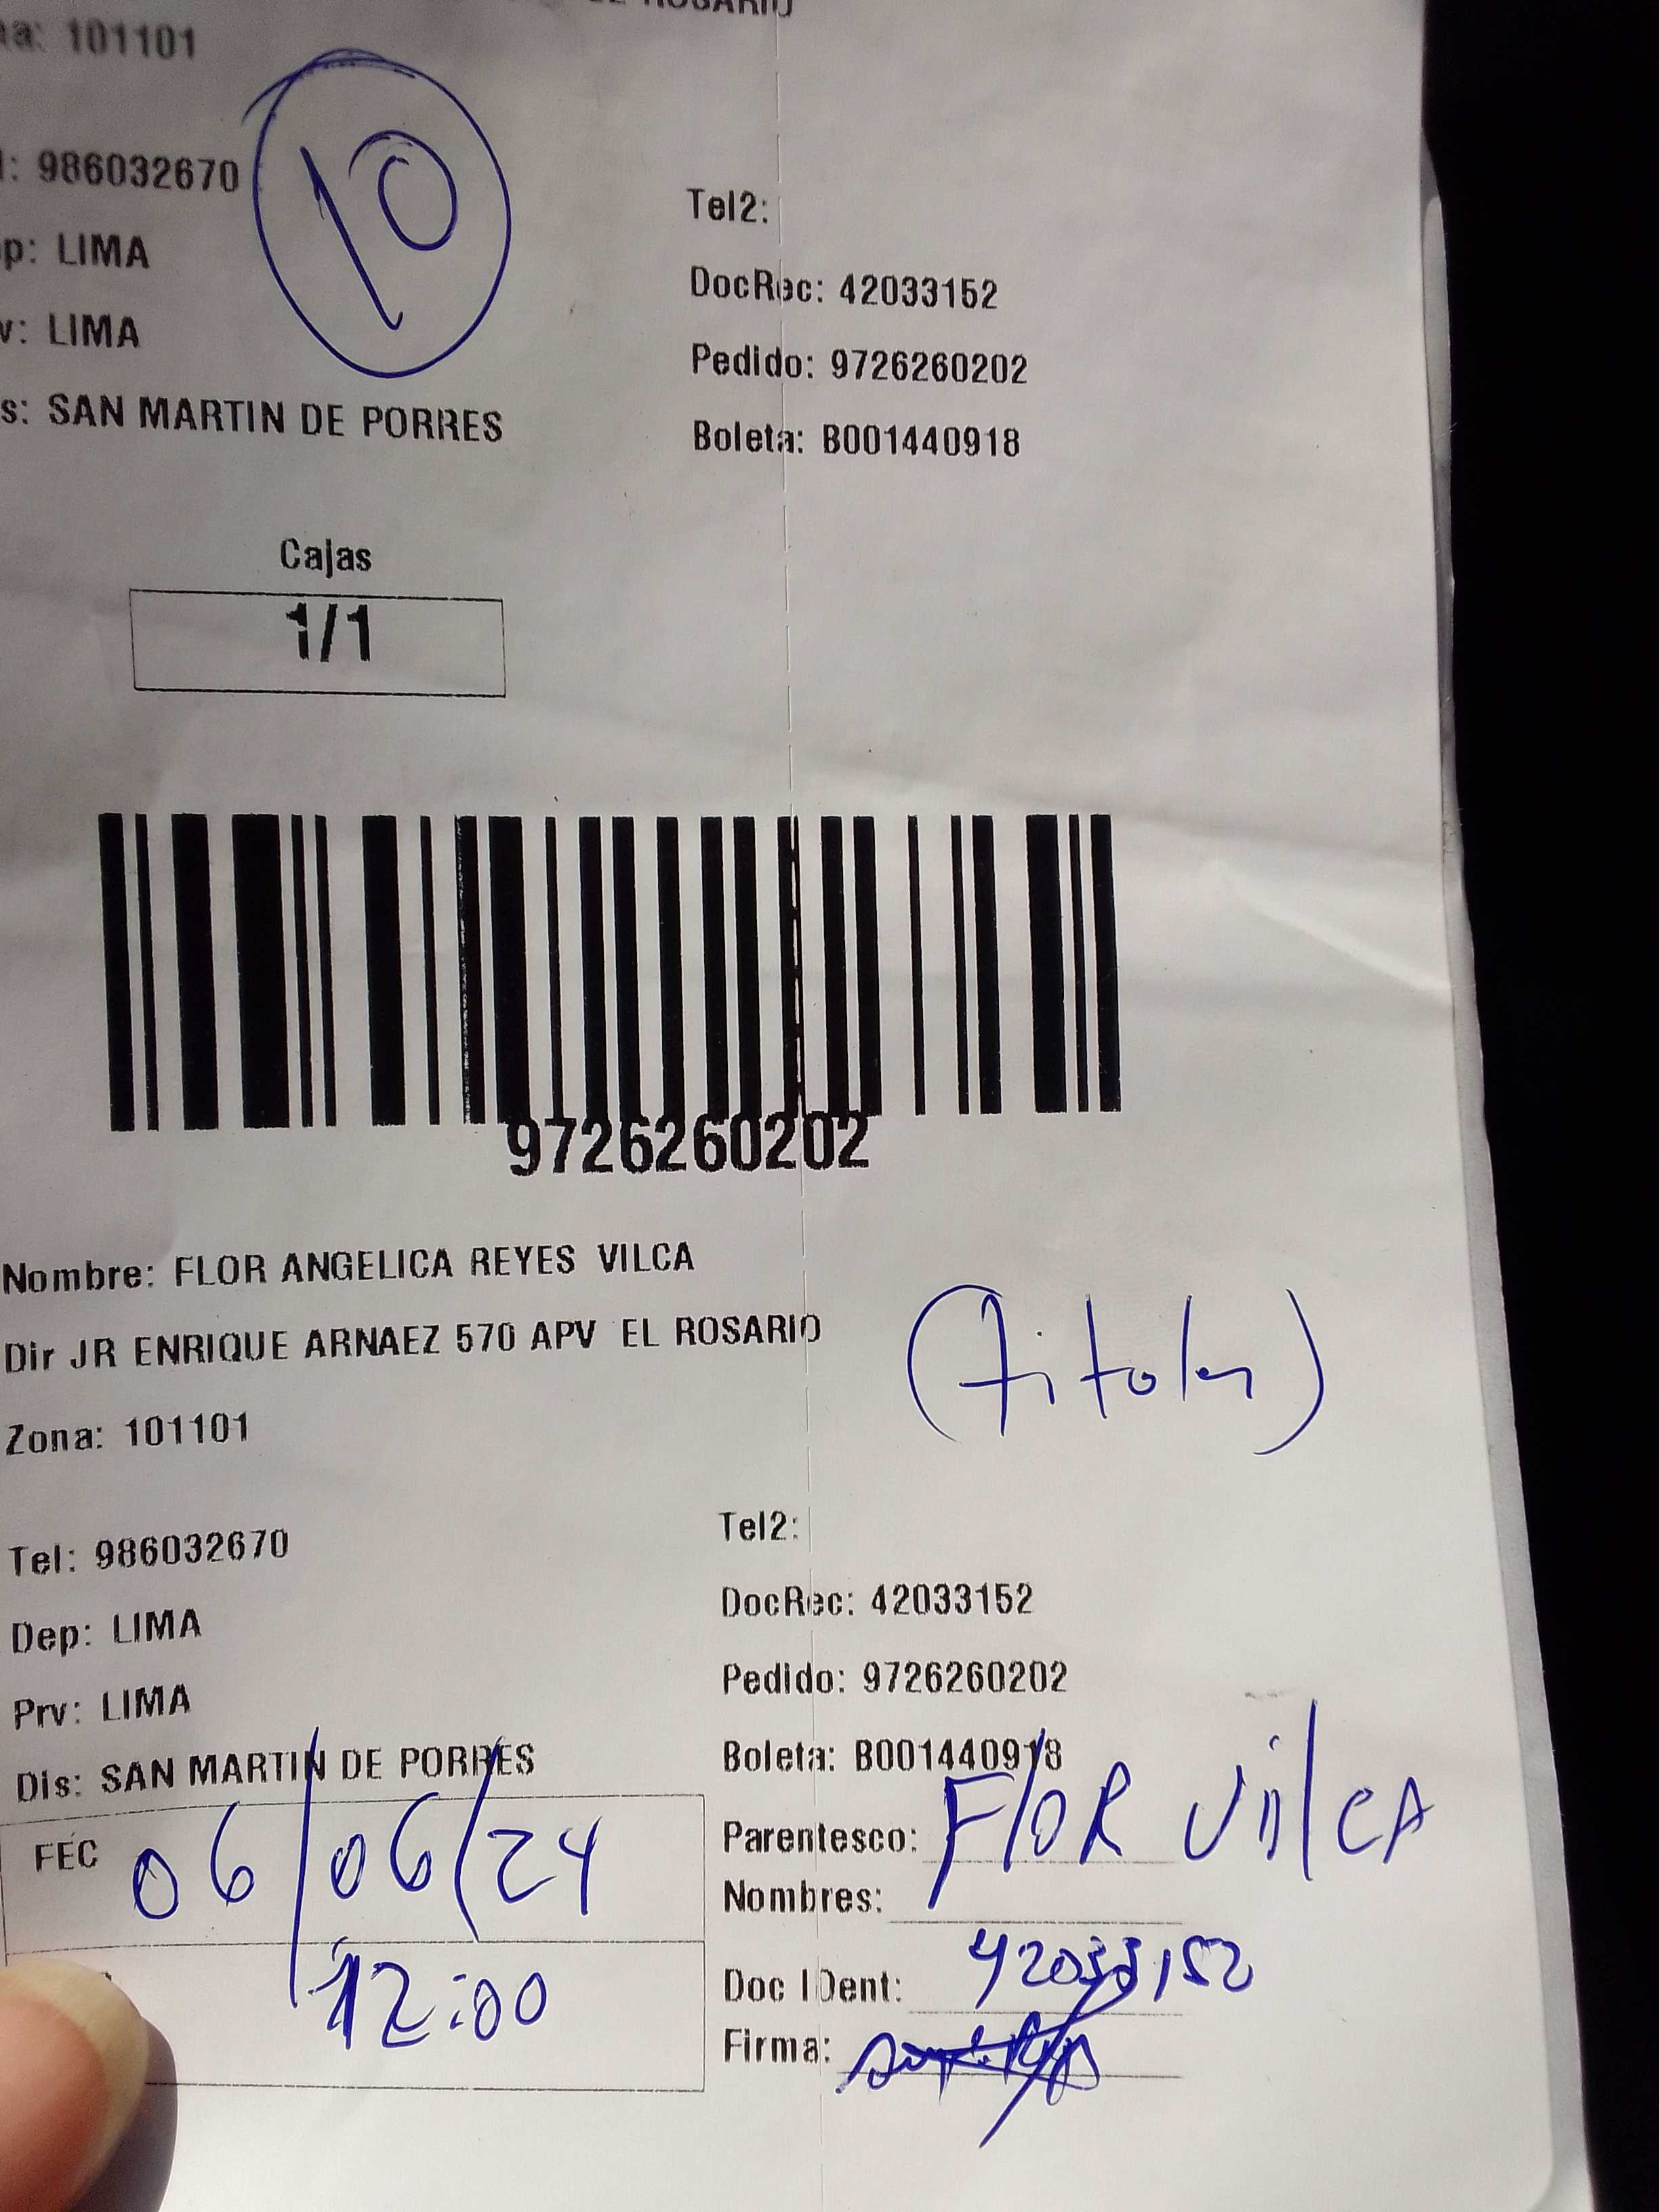 EL ROSARIO
na: 101101
10
l: 986032670
Tel2:
p: LIMA
DocRec: 42033152
v: LIMA
Pedido: 9726260202
s: SAN MARTIN DE PORRES
Boleta: B001440918
Cajas
1/1
9726260202
Nombre: FLOR ANGELICA REYES VILCA
Dir JR ENRIQUE ARNAEZ 570 APV EL ROSARIO
(titular)
Zona: 101101
Tel: 986032670
Tel2:
Dep: LIMA
DocRec: 42033152
Prv: LIMA
Pedido: 9726260202
Dis: SAN MARTIN DE PORRES
Boleta: B001440918
FEC 06/06/24
Parentesco: FloR VilcA
Nombres:
12:00
Doc IDent: 42033152
Firma: